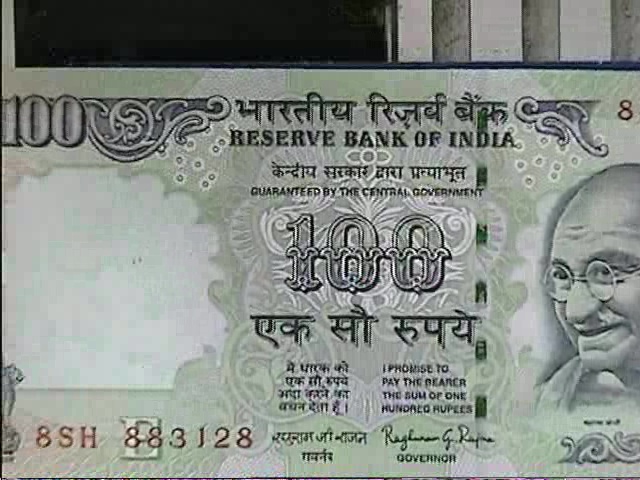 100 भारतीय रिज़र्व बैंक 8
RESERVE BANK OF INDIA
केन्द्रीय सरकार द्वारा प्रत्याभूत
GUARANTEED BY THE CENTRAL GOVERNMENT
100
एक सौ रुपये
मैं धारक को
एक सौ रुपये
अदा करने का
वचन देता हूँ।
I PROMISE TO
PAY THE BEARER
THE SUM OF ONE
HUNDRED RUPEES
8SH 883128
E
रघुराम जी राजन
गवर्नर
Raghuram G. Rajan
GOVERNOR
महात्मा गांधी